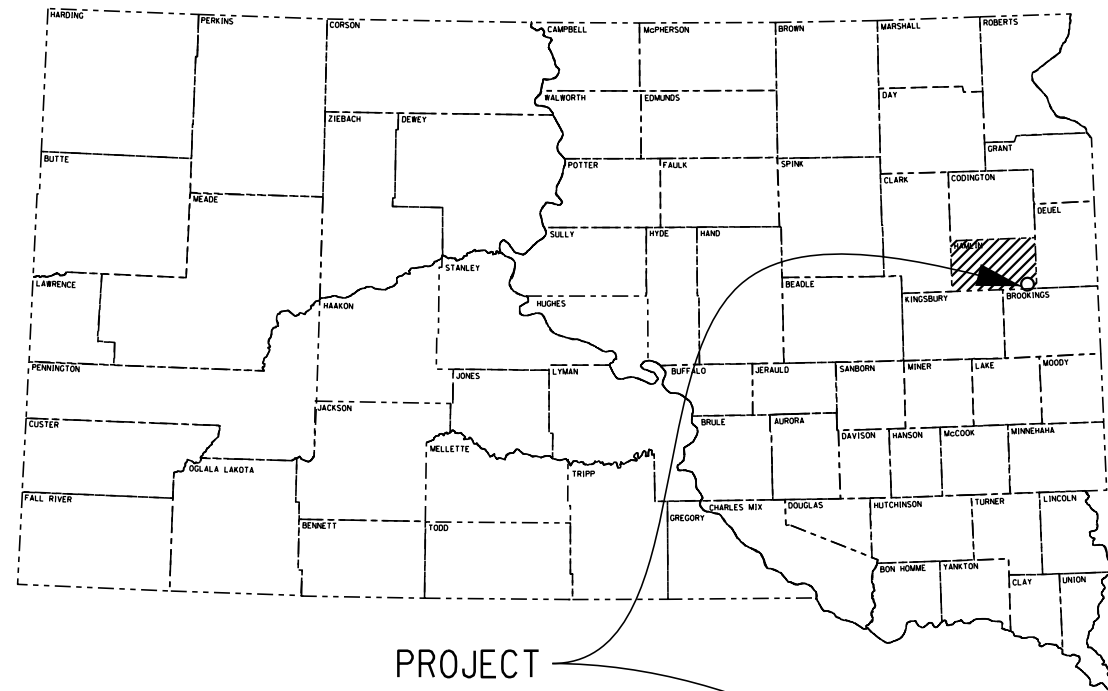 HARDING
PERKINS
CORSON
CAMPBELL
McPHERSON
BROWN
MARSHALL
ROBERTS
WALWORTH
EDMUNDS
DAY
ZIEBACH
DEWEY
GRANT
BUTTE
POTTER
FAULK
SPINK
CLARK
CODINGTON
MEADE
DEUEL
SULLY
HYDE
HAND
HAMLIN
STANLEY
LAWRENCE
HAAKON
HUGHES
BEADLE
KINGSBURY
BROOKINGS
PENNINGTON
JONES
LYMAN
BUFFALO
JERAULD
SANBORN
MINER
LAKE
MOODY
JACKSON
CUSTER
BRULE
AURORA
DAVISON
HANSON
McCOOK
MINNEHAHA
MELLETTE
OGLALA LAKOTA
TRIPP
FALL RIVER
BENNETT
TODD
GREGORY
CHARLES MIX
DOUGLAS
HUTCHINSON
TURNER
LINCOLN
BON HOMME
YANKTON
CLAY
UNION
PROJECT